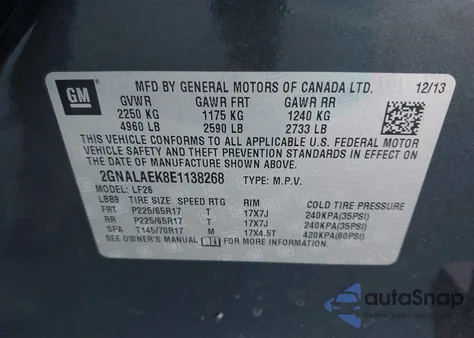 GM
MFD BY GENERAL MOTORS OF CANADA LTD. 12/13
GVWR GAWR FRT GAWR RR
2250 KG 1175 KG 1240 KG
4960 LB 2590 LB 2733 LB
THIS VEHICLE CONFORMS TO ALL APPLICABLE U.S. FEDERAL MOTOR
VEHICLE SAFETY AND THEFT PREVENTION STANDARDS IN EFFECT ON THE
DATE OF MANUFACTURE SHOWN ABOVE.
2GNALAEK8E1138268 TYPE: M.P.V.
MODEL: LF26
LBB9 TIRE SIZE SPEED RTG RIM COLD TIRE PRESSURE
FRT P225/65R17 T 17X7J 240KPA(35PSI)
RR P225/65R17 T 17X7J 240KPA(35PSI)
SPA T145/70R17 M 17X4.5T 420KPA(60PSI)
SEE OWNER'S MANUAL FOR MORE INFORMATION.
autoSnap